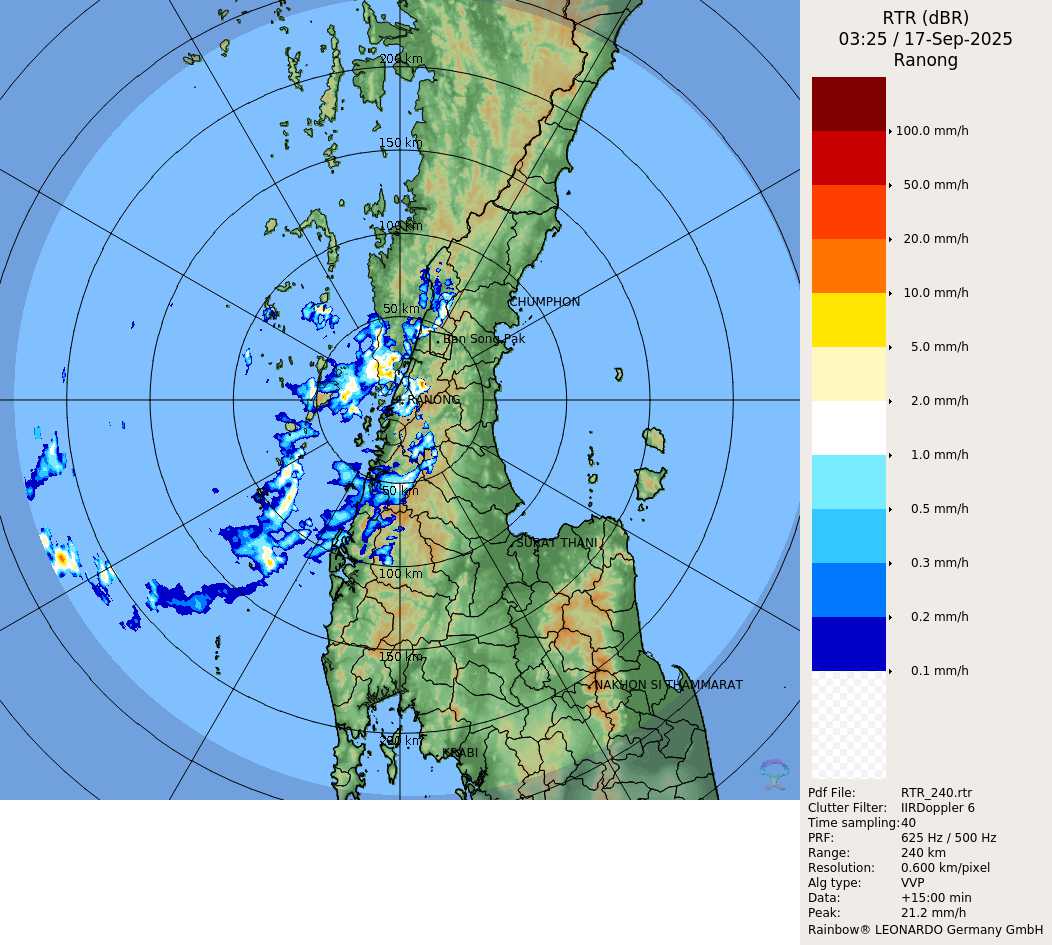 RTR (dBR)
03:25 / 17-Sep-2025
Ranong
200 km
150 km
100 km
50 km
CHUMPHON
Ban Song Pak
RANONG
50 km
SURAT THANI
100 km
150 km
NAKHON SI THAMMARAT
200 km
KRABI
100.0 mm/h
50.0 mm/h
20.0 mm/h
10.0 mm/h
5.0 mm/h
2.0 mm/h
1.0 mm/h
0.5 mm/h
0.3 mm/h
0.2 mm/h
0.1 mm/h
Pdf File: RTR_240.rtr
Clutter Filter: IIRDoppler 6
Time sampling: 40
PRF: 625 Hz / 500 Hz
Range: 240 km
Resolution: 0.600 km/pixel
Alg type: VVP
Data: +15:00 min
Peak: 21.2 mm/h
Rainbow® LEONARDO Germany GmbH